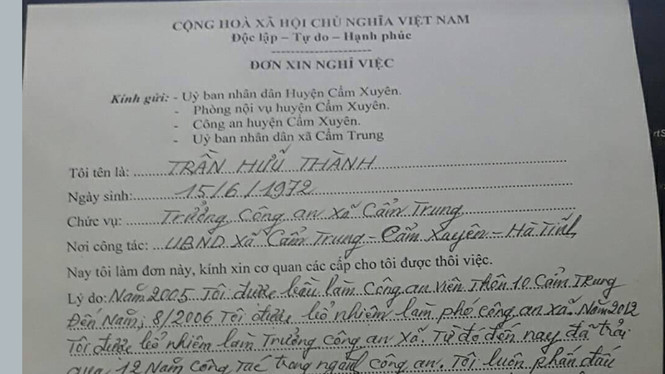 CỘNG HOÀ XÃ HỘI CHỦ NGHĨA VIỆT NAM
Độc lập – Tự do – Hạnh phúc
ĐƠN XIN NGHỈ VIỆC
Kính gửi: - Uỷ ban nhân dân Huyện Cẩm Xuyên.
- Phòng nội vụ huyện Cẩm Xuyên.
- Công an huyện Cẩm Xuyên.
- Uỷ ban nhân dân xã Cẩm Trung
Tôi tên là: TRẦN HỮU THÀNH
Ngày sinh: 15/6/1972
Chức vụ: Trưởng Công an Xã Cẩm Trung
Nơi công tác: UBND Xã Cẩm Trung - Cẩm Xuyên - Hà Tĩnh
Nay tôi làm đơn này, kính xin cơ quan các cấp cho tôi được thôi việc.
Lý do: Năm 2005 Tôi được bầu làm Công an viên Thôn 10 Cẩm Trung
Đến Năm; 8/2006 Tôi được bổ nhiệm làm phó công an xã. Năm 2012
Tôi được bổ nhiệm làm Trưởng công an xã. Từ đó đến nay đã trải
qua 12 Năm công tác trong ngành công an. Tôi luôn phấn đấu